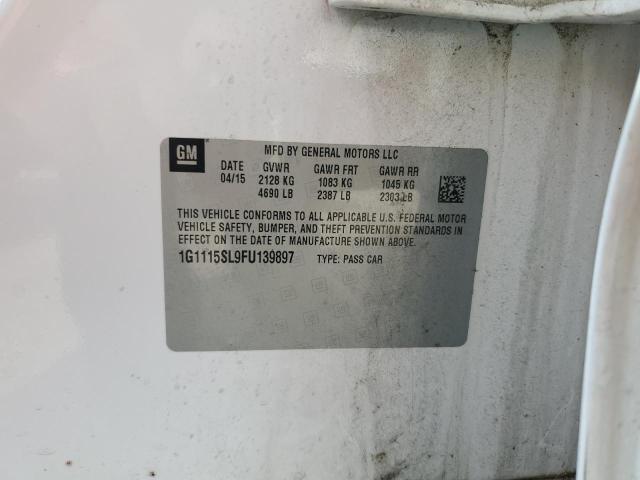 GM
MFD BY GENERAL MOTORS LLC
DATE GVWR GAWR FRT GAWR RR
04/15 2128 KG 1083 KG 1045 KG
4690 LB 2387 LB 2303 LB
THIS VEHICLE CONFORMS TO ALL APPLICABLE U.S. FEDERAL MOTOR
VEHICLE SAFETY, BUMPER, AND THEFT PREVENTION STANDARDS IN
EFFECT ON THE DATE OF MANUFACTURE SHOWN ABOVE.
1G1115SL9FU139897 TYPE: PASS CAR